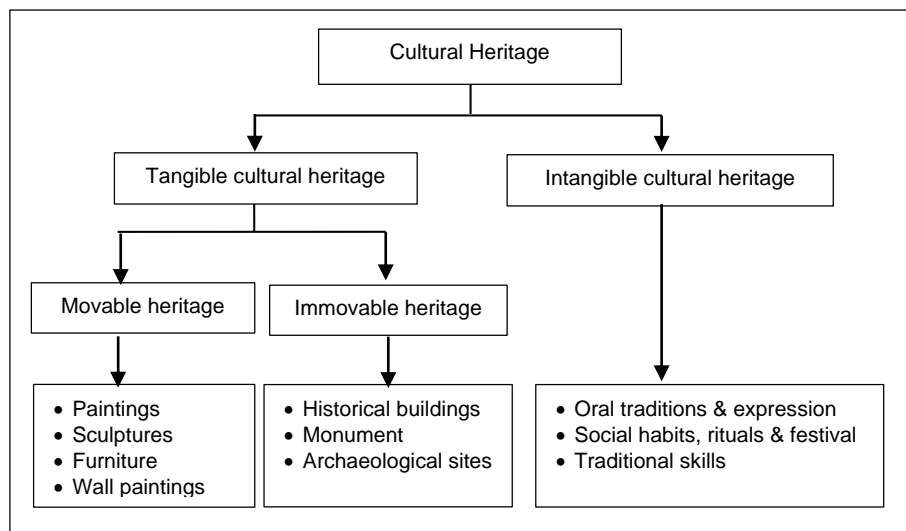 Cultural Heritage
Tangible cultural heritage
Intangible cultural heritage
Movable heritage
Immovable heritage
• Paintings
• Sculptures
• Furniture
• Wall paintings
• Historical buildings
• Monument
• Archaeological sites
• Oral traditions & expression
• Social habits, rituals & festival
• Traditional skills